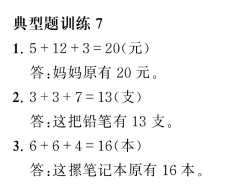 典型题训练 7
1. 5+12+3=20(元)
答:妈妈原有 20 元。
2. 3+3+7=13(支)
答:这把铅笔有 13 支。
3. 6+6+4=16(本)
答:这摞笔记本原有 16 本。